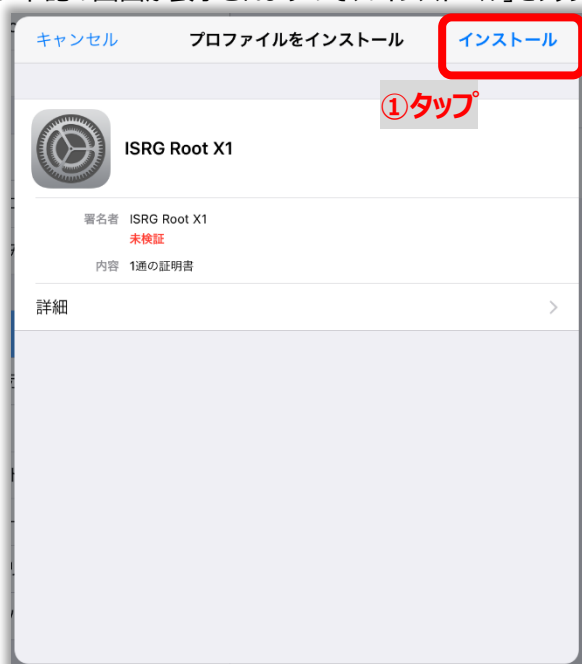 キャンセル プロファイルをインストール インストール
①タップ
ISRG Root X1
署名者 ISRG Root X1
未検証
内容 1通の証明書
詳細